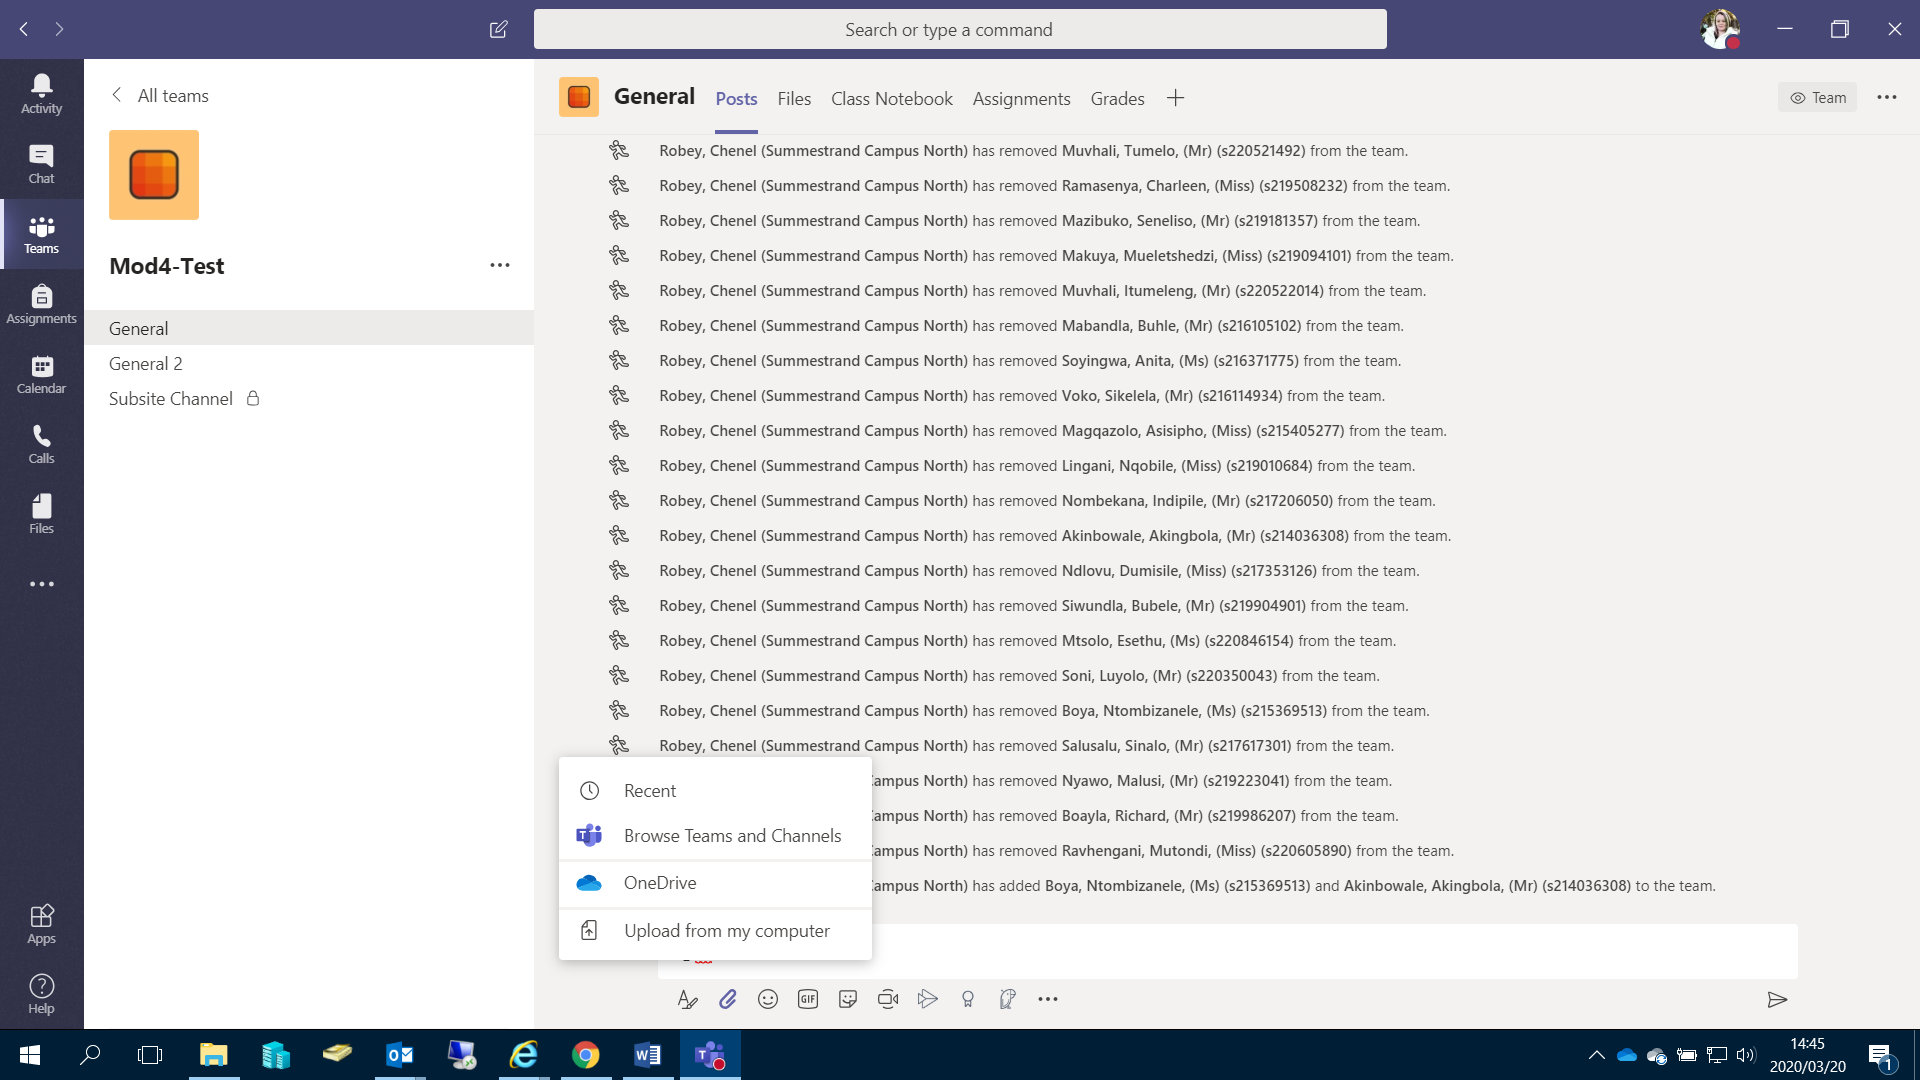 Search or type a command
Activity
Chat
Teams
Assignments
Calendar
Calls
Files
Apps
Help
All teams
Mod4-Test
General
General 2
Subsite Channel
General Posts Files Class Notebook Assignments Grades
Team
Robey, Chenel (Summestrand Campus North) has removed Muvhali, Tumelo, (Mr) (s220521492) from the team.
Robey, Chenel (Summestrand Campus North) has removed Ramasenya, Charleen, (Miss) (s219508232) from the team.
Robey, Chenel (Summestrand Campus North) has removed Mazibuko, Seneliso, (Mr) (s219181357) from the team.
Robey, Chenel (Summestrand Campus North) has removed Makuya, Mueletshedzi, (Miss) (s219094101) from the team.
Robey, Chenel (Summestrand Campus North) has removed Muvhali, Itumeleng, (Mr) (s220522014) from the team.
Robey, Chenel (Summestrand Campus North) has removed Mabandla, Buhle, (Mr) (s216105102) from the team.
Robey, Chenel (Summestrand Campus North) has removed Soyingwa, Anita, (Ms) (s216371775) from the team.
Robey, Chenel (Summestrand Campus North) has removed Voko, Sikelela, (Mr) (s216114934) from the team.
Robey, Chenel (Summestrand Campus North) has removed Magqazolo, Asisipho, (Miss) (s215405277) from the team.
Robey, Chenel (Summestrand Campus North) has removed Lingani, Nqobile, (Miss) (s219010684) from the team.
Robey, Chenel (Summestrand Campus North) has removed Nombekana, Indipile, (Mr) (s217206050) from the team.
Robey, Chenel (Summestrand Campus North) has removed Akinbowale, Akingbola, (Mr) (s214036308) from the team.
Robey, Chenel (Summestrand Campus North) has removed Ndlovu, Dumisile, (Miss) (s217353126) from the team.
Robey, Chenel (Summestrand Campus North) has removed Siwundla, Bubele, (Mr) (s219904901) from the team.
Robey, Chenel (Summestrand Campus North) has removed Mtsolo, Esethu, (Ms) (s220846154) from the team.
Robey, Chenel (Summestrand Campus North) has removed Soni, Luyolo, (Mr) (s220350043) from the team.
Robey, Chenel (Summestrand Campus North) has removed Boya, Ntombizanele, (Ms) (s215369513) from the team.
Robey, Chenel (Summestrand Campus North) has removed Salusalu, Sinalo, (Mr) (s217617301) from the team.
ampus North) has removed Nyawo, Malusi, (Mr) (s219223041) from the team.
ampus North) has removed Boayla, Richard, (Mr) (s219986207) from the team.
ampus North) has removed Ravhengani, Mutondi, (Miss) (s220605890) from the team.
ampus North) has added Boya, Ntombizanele, (Ms) (s215369513) and Akinbowale, Akingbola, (Mr) (s214036308) to the team.
Recent
Browse Teams and Channels
OneDrive
Upload from my computer
GIF
14:45
2020/03/20
1